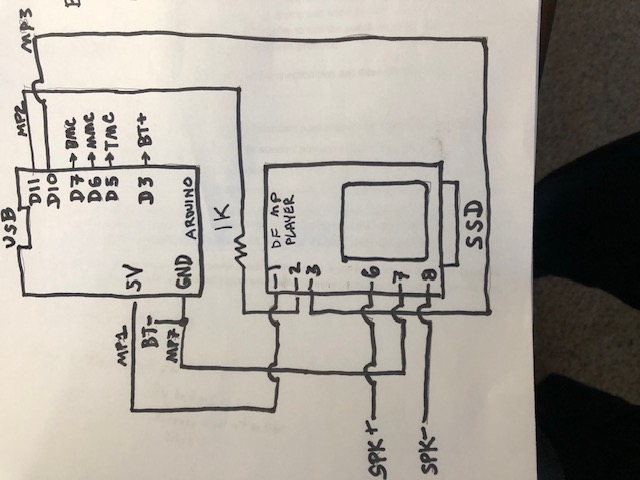 USB
D11
MP2
MP3
D10
D7 → BMC
D6 → MMC
D5 → TMC
MP1
5V
BT-
D3 → BT+
MP7
GND
ARDUINO
1K
1
DF MP
PLAYER
2
3
SPK+
6
7
SPK-
8
SSD